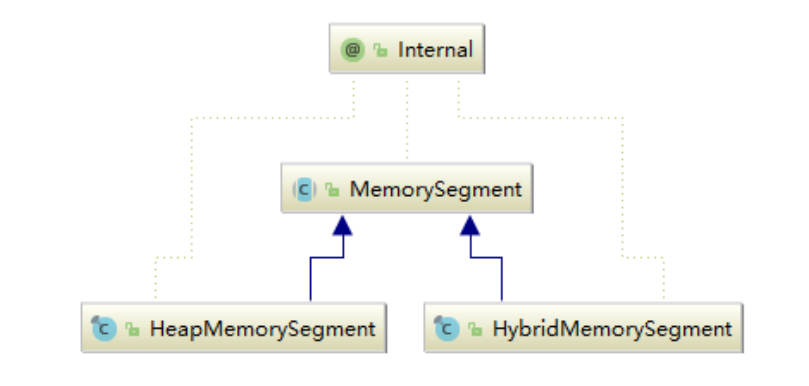 @ Internal
C MemorySegment
C HeapMemorySegment
C HybridMemorySegment